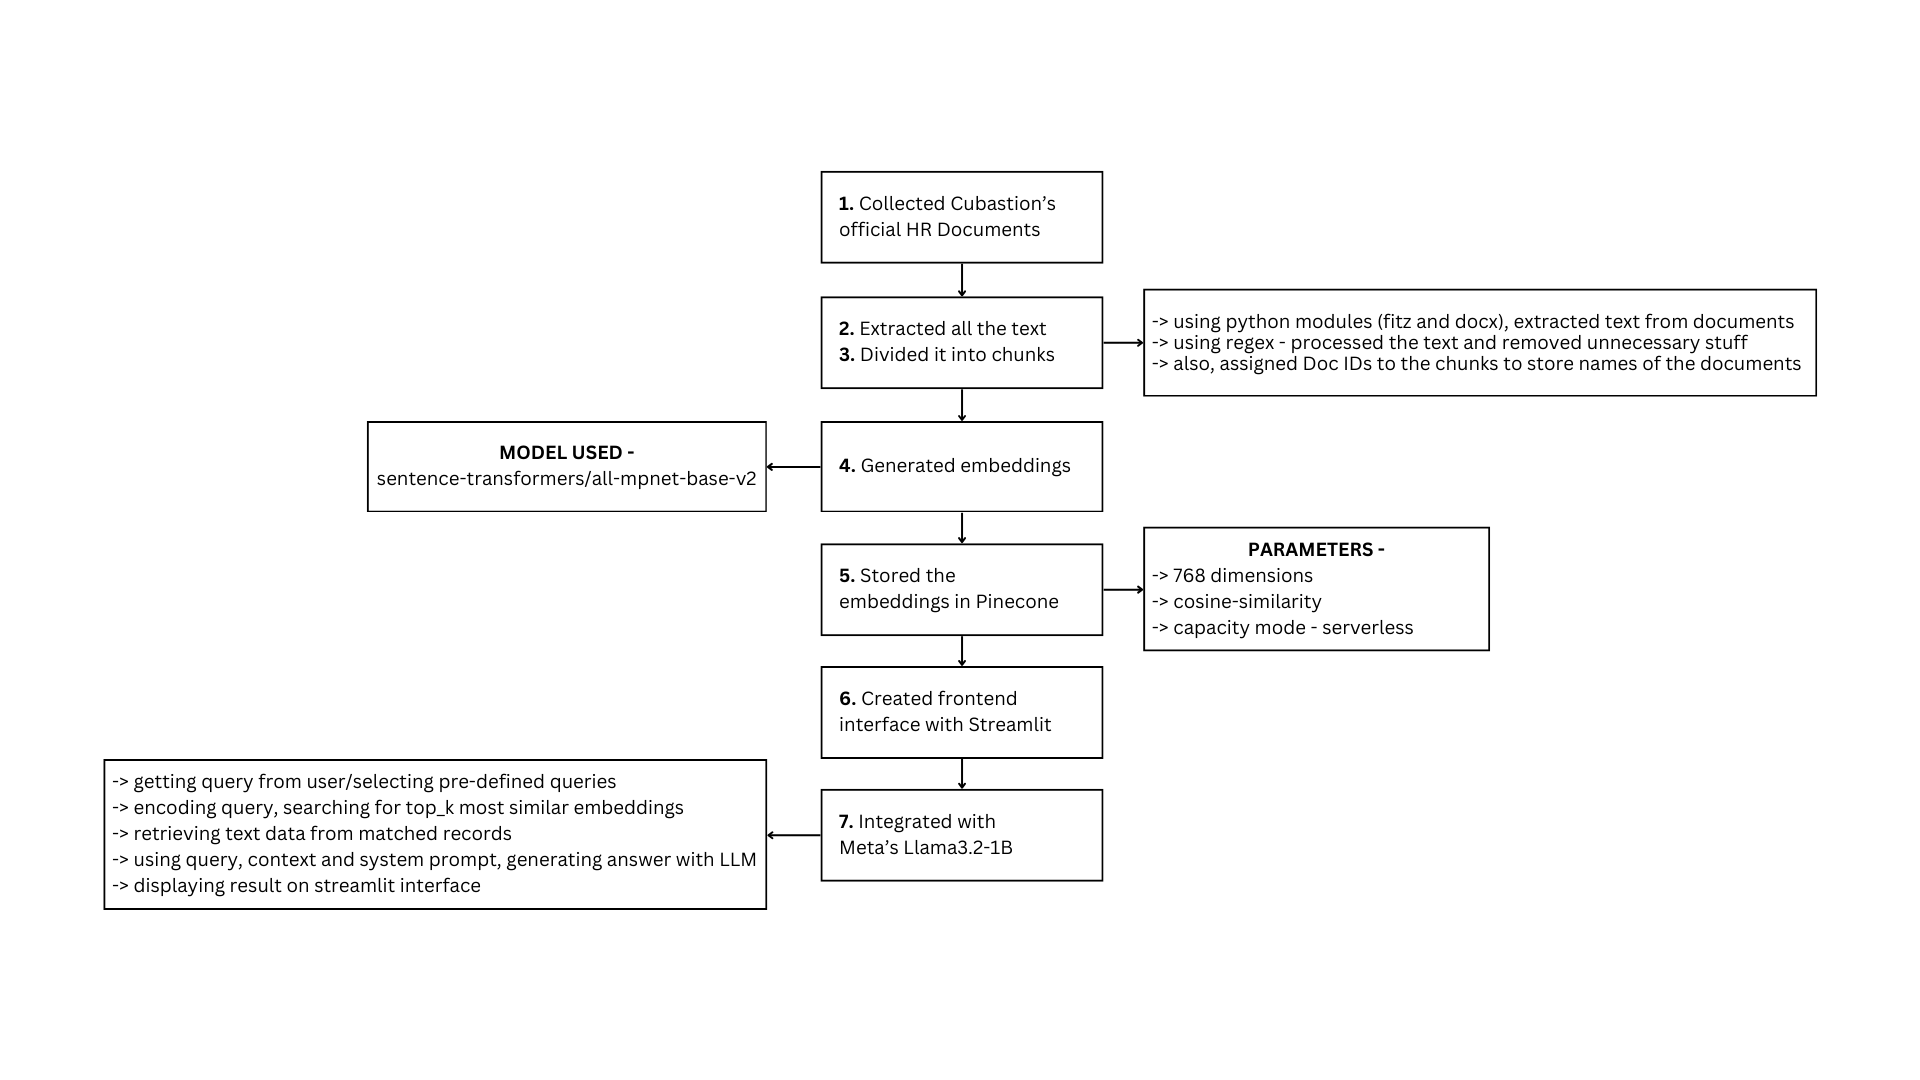 1. Collected Cubastion’s
official HR Documents
2. Extracted all the text
3. Divided it into chunks
-> using python modules (fitz and docx), extracted text from documents
-> using regex - processed the text and removed unnecessary stuff
-> also, assigned Doc IDs to the chunks to store names of the documents
MODEL USED -
sentence-transformers/all-mpnet-base-v2
4. Generated embeddings
5. Stored the
embeddings in Pinecone
PARAMETERS -
-> 768 dimensions
-> cosine-similarity
-> capacity mode - serverless
6. Created frontend
interface with Streamlit
7. Integrated with
Meta’s Llama3.2-1B
-> getting query from user/selecting pre-defined queries
-> encoding query, searching for top_k most similar embeddings
-> retrieving text data from matched records
-> using query, context and system prompt, generating answer with LLM
-> displaying result on streamlit interface